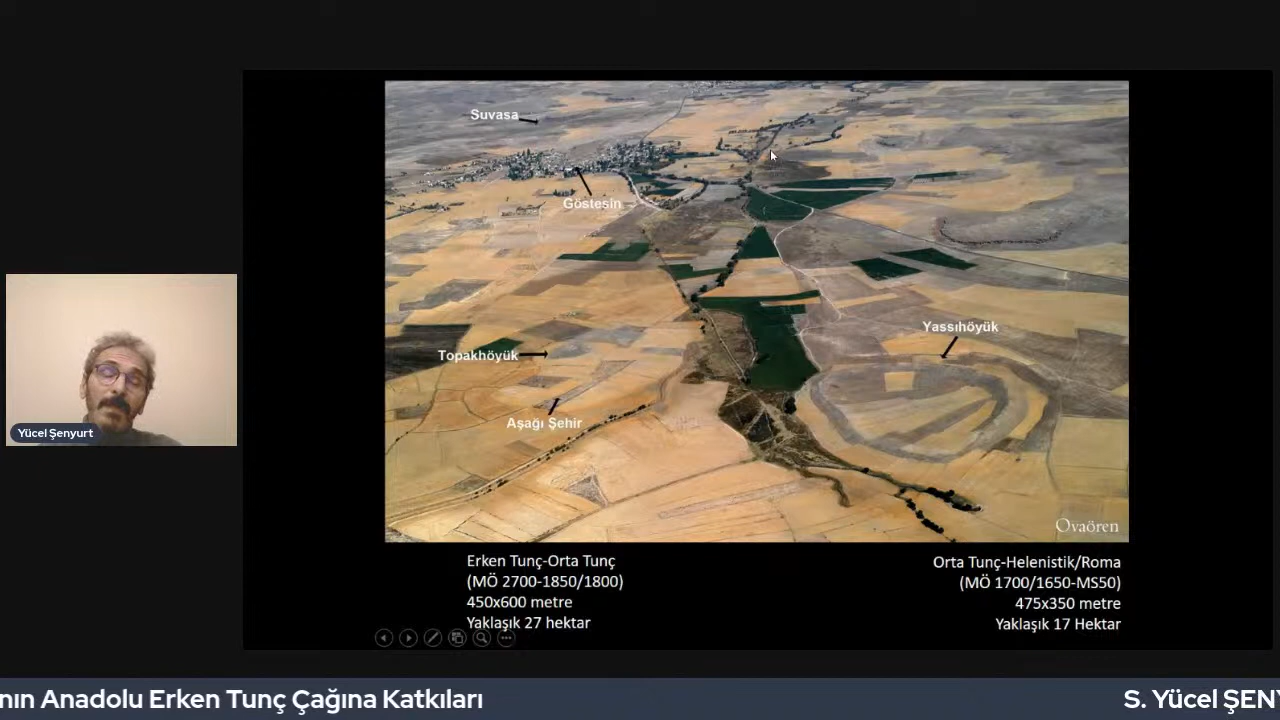 Suvasa
Göstesin
Yassıhöyük
Topakhöyük
Aşağı Şehir
Ovaören
Yücel Şenyurt
Erken Tunç-Orta Tunç
(MÖ 2700-1850/1800)
450x600 metre
Yaklaşık 27 hektar
Orta Tunç-Helenistik/Roma
(MÖ 1700/1650-MS50)
475x350 metre
Yaklaşık 17 Hektar
nın Anadolu Erken Tunç Çağına Katkıları
S. Yücel ŞENY